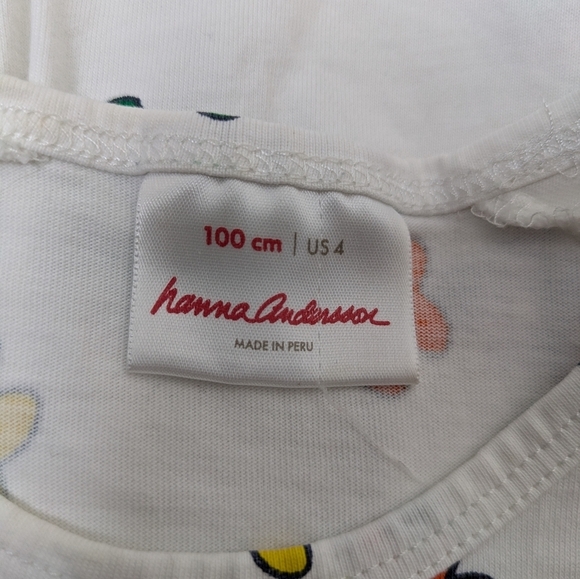 100 cm | US 4
hanna Andersson
MADE IN PERU